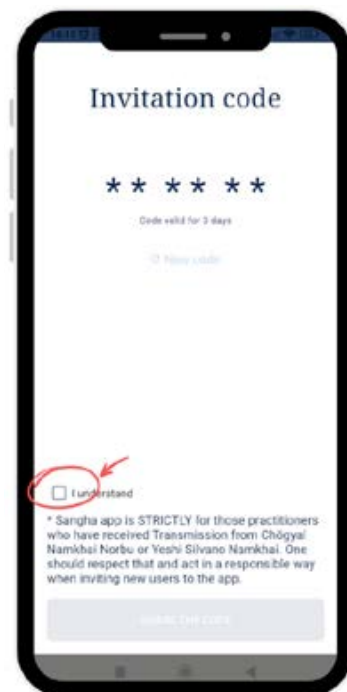 Invitation code
** ** **
Code valid for 3 days
New code
I understand
* Sangha app is STRICTLY for those practitioners
who have received Transmission from Chögyal
Namkhai Norbu or Yeshi Silvano Namkhai. One
should respect that and act in a responsible way
when inviting new users to the app.